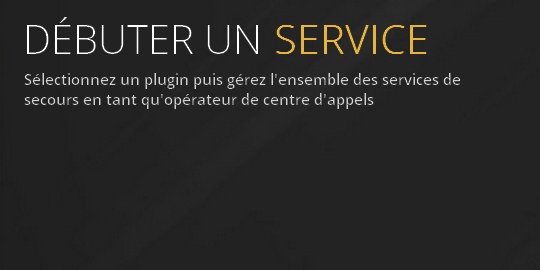 DÉBUTER UN SERVICE
Sélectionnez un plugin puis gérez l'ensemble des services de
secours en tant qu'opérateur de centre d'appels